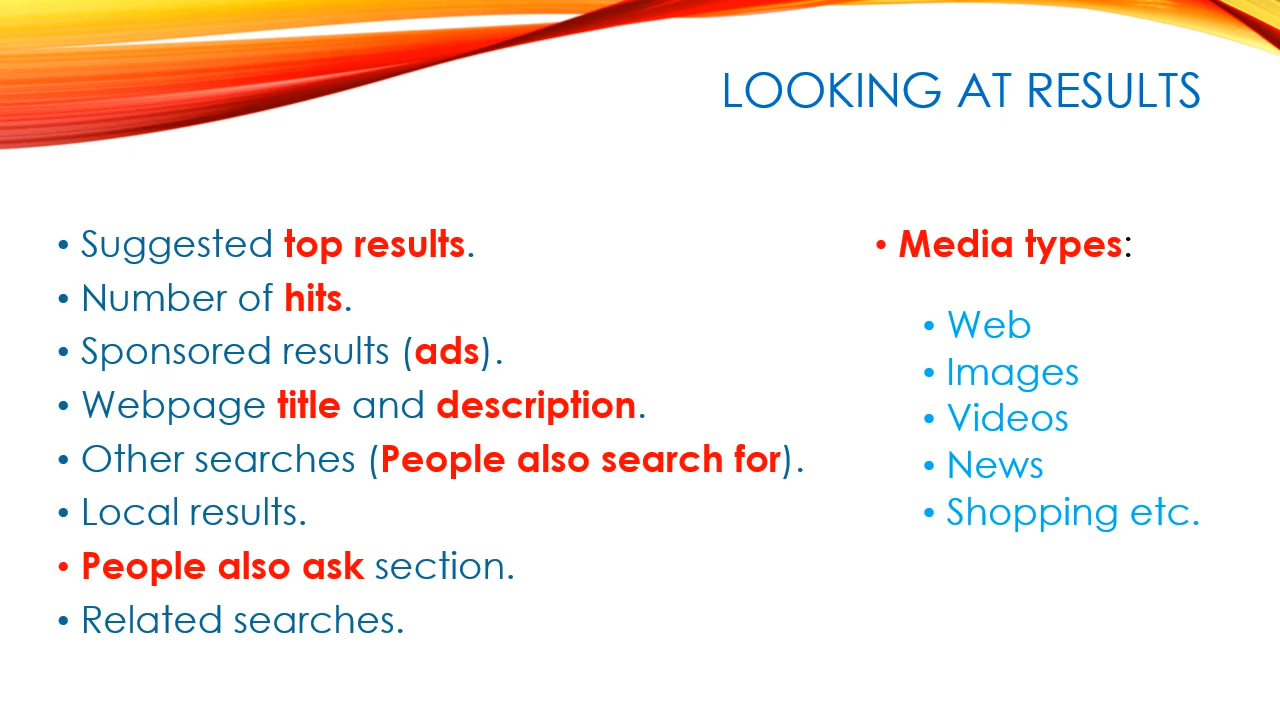 LOOKING AT RESULTS
• Suggested top results.
• Number of hits.
• Sponsored results (ads).
• Webpage title and description.
• Other searches (People also search for).
• Local results.
• People also ask section.
• Related searches.
• Media types:
• Web
• Images
• Videos
• News
• Shopping etc.